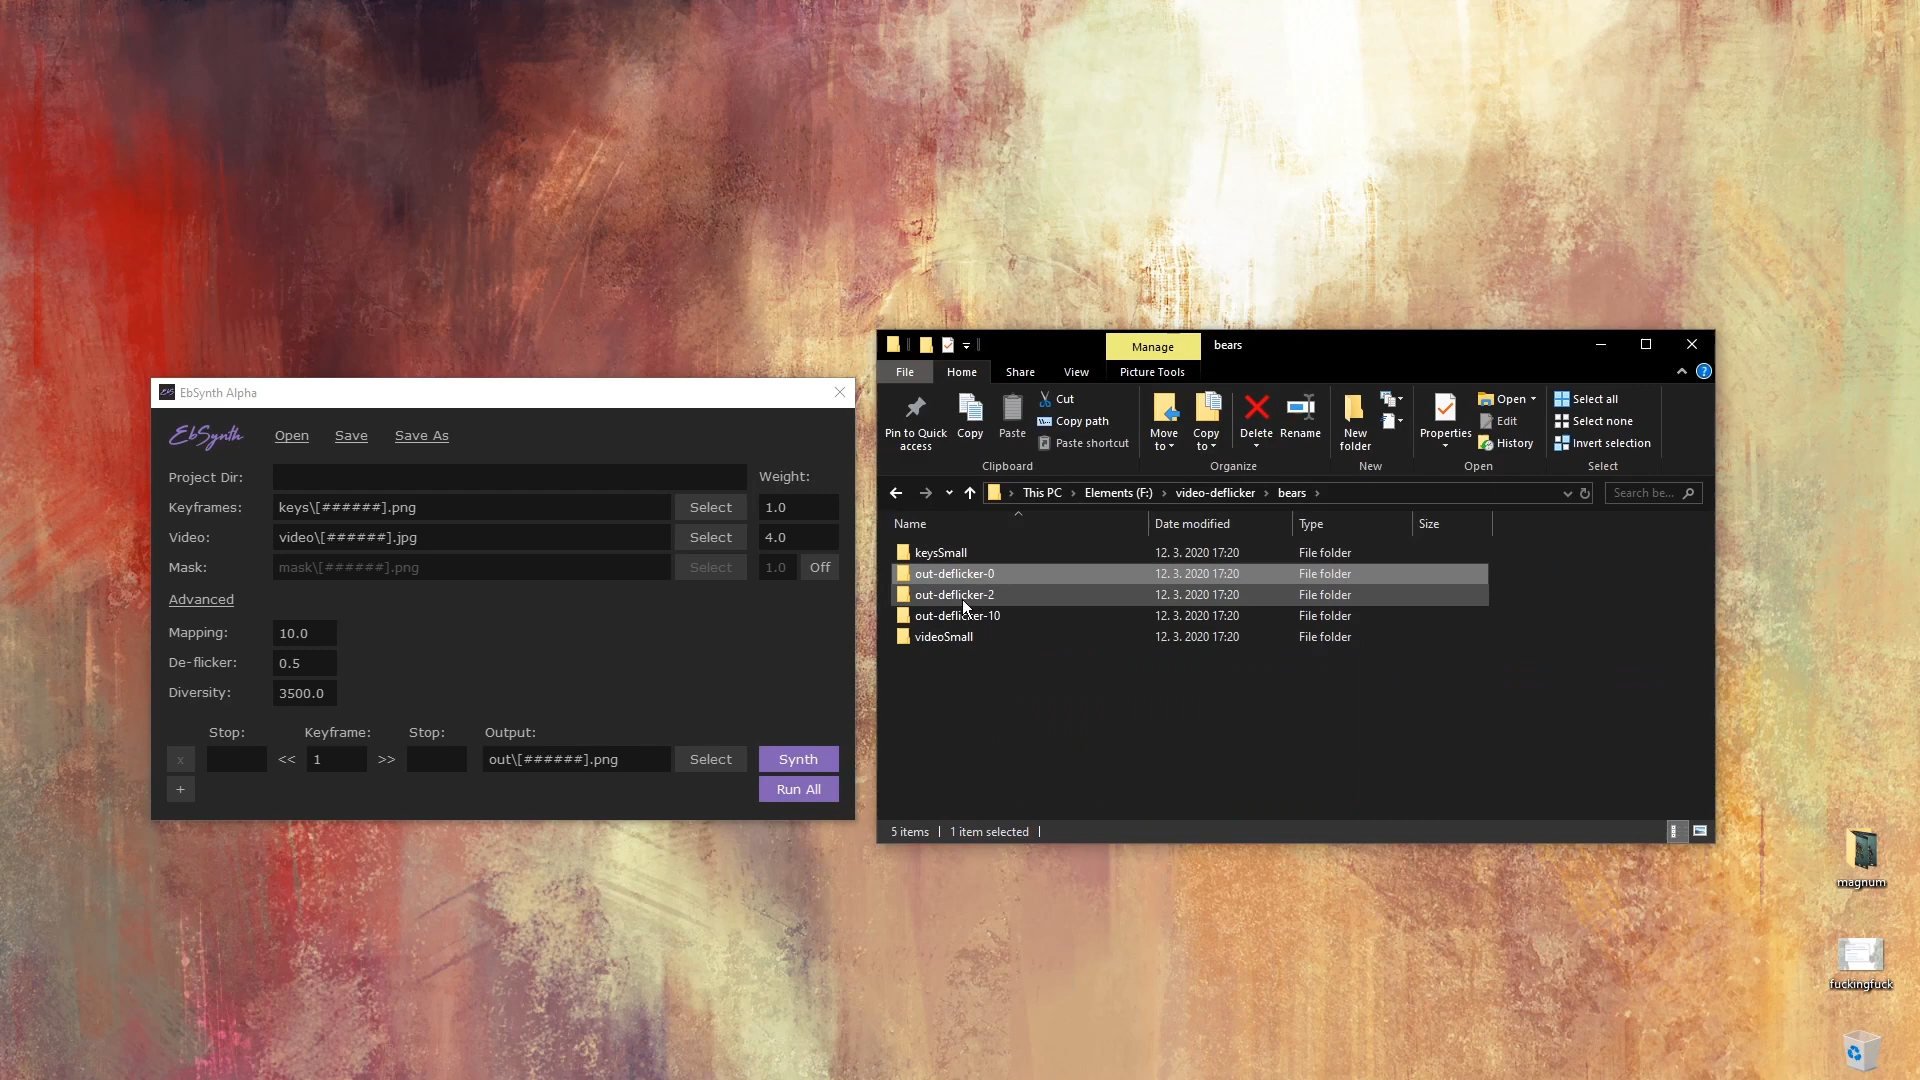 EbSynth Alpha
EbSynth
Open Save Save As
Project Dir: Weight:
Keyframes: keys\[######].png Select 1.0
Video: video\[######].jpg Select 4.0
Mask: mask\[######].png Select 1.0 Off
Advanced
Mapping: 10.0
De-flicker: 0.5
Diversity: 3500.0
Stop: Keyframe: Stop: Output:
x << 1 >> out\[######].png Select Synth
+ Run All
Manage bears
File Home Share View Picture Tools
Pin to Quick access
Copy
Paste
Cut
Copy path
Paste shortcut
Clipboard
Move to
Copy to
Delete
Rename
Organize
New folder
New
Properties
Open
Edit
History
Open
Select all
Select none
Invert selection
Select
This PC > Elements (F:) > video-deflicker > bears >
Search be...
Name Date modified Type Size
keysSmall 12. 3. 2020 17:20 File folder
out-deflicker-0 12. 3. 2020 17:20 File folder
out-deflicker-2 12. 3. 2020 17:20 File folder
out-deflicker-10 12. 3. 2020 17:20 File folder
videoSmall 12. 3. 2020 17:20 File folder
5 items 1 item selected
magnum
fuckingfuck